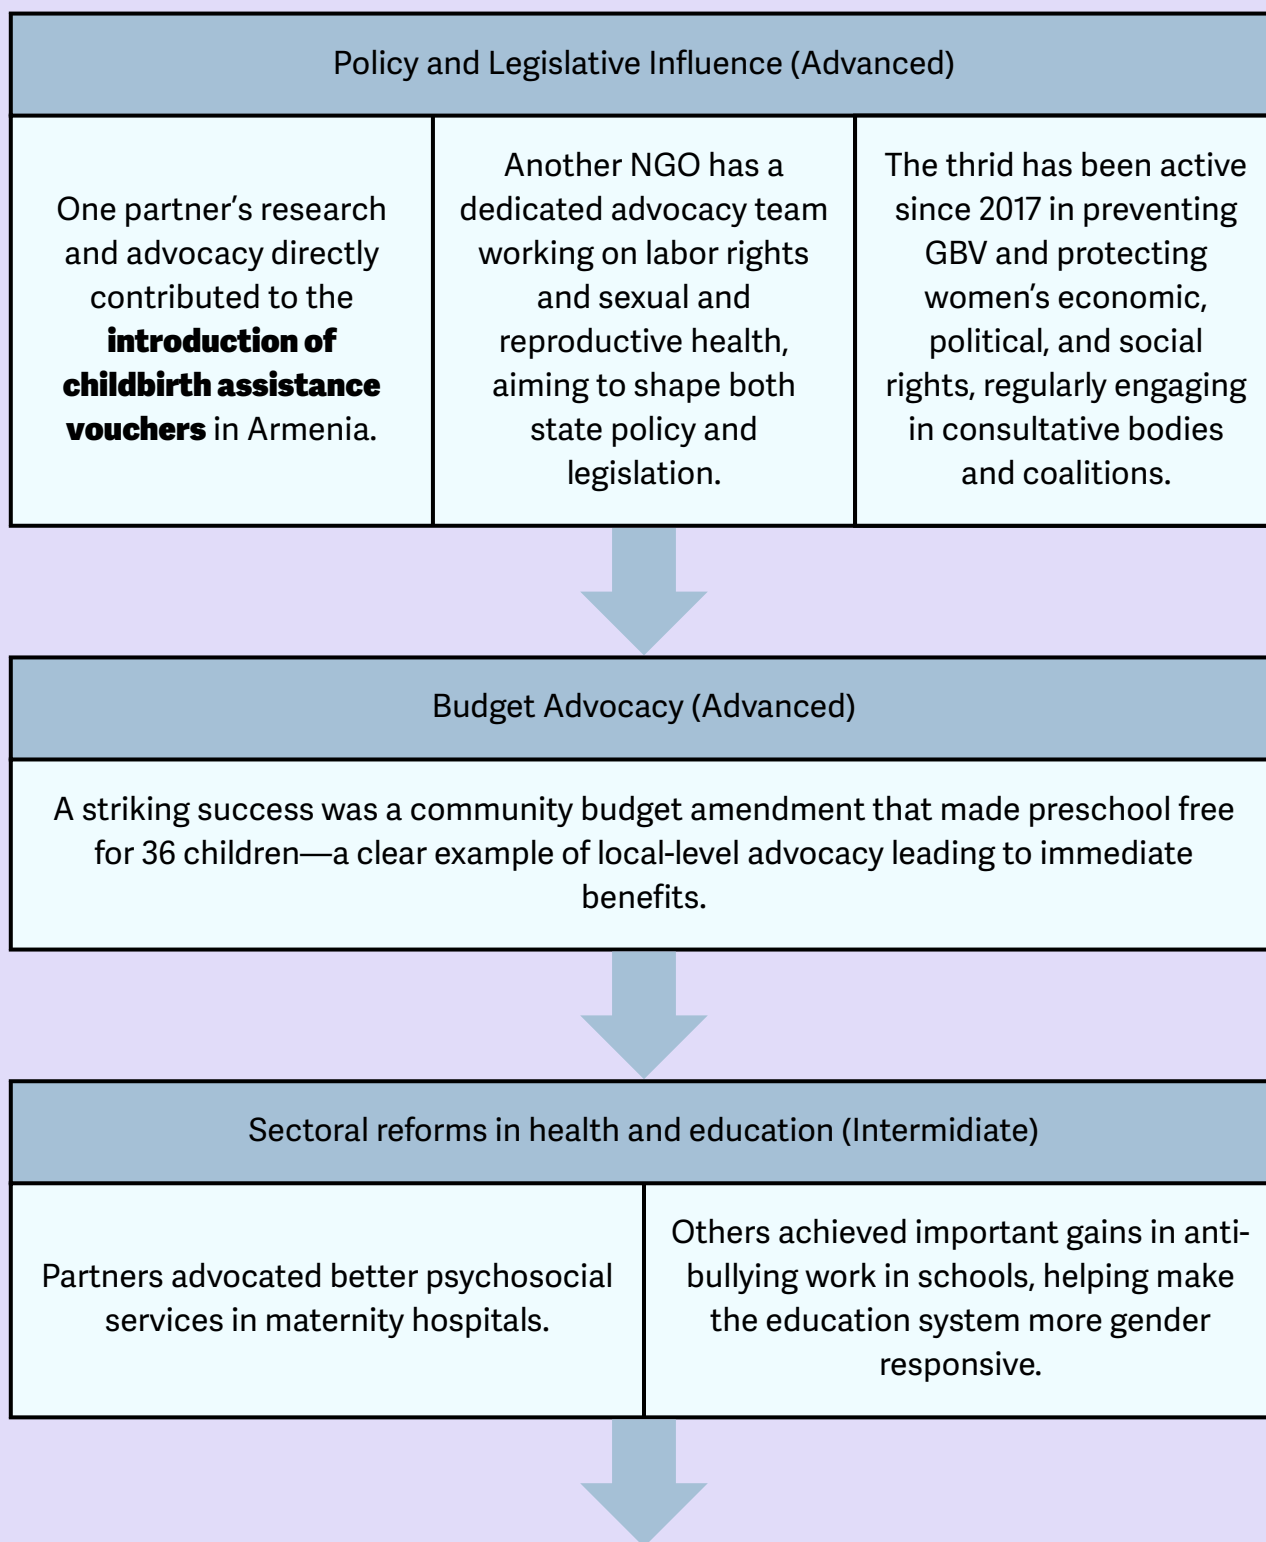 Policy and Legislative Influence (Advanced)
One partner's research
and advocacy directly
contributed to the
introduction of
childbirth assistance
vouchers in Armenia.
Another NGO has a
dedicated advocacy team
working on labor rights
and sexual and
reproductive health,
aiming to shape both
state policy and
legislation.
The thrid has been active
since 2017 in preventing
GBV and protecting
women's economic,
political, and social
rights, regularly engaging
in consultative bodies
and coalitions.
Budget Advocacy (Advanced)
A striking success was a community budget amendment that made preschool free
for 36 children—a clear example of local-level advocacy leading to immediate
benefits.
Sectoral reforms in health and education (Intermidiate)
Partners advocated better psychosocial
services in maternity hospitals.
Others achieved important gains in anti-
bullying work in schools, helping make
the education system more gender
responsive.